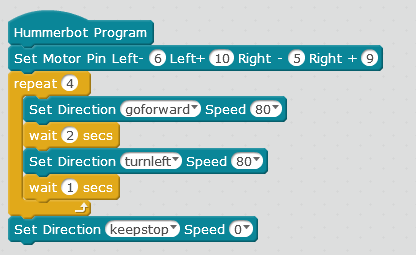 Hummerbot Program
Set Motor Pin Left- 6 Left+ 10 Right - 5 Right + 9
repeat 4
Set Direction goforward Speed 80
wait 2 secs
Set Direction turnleft Speed 80
wait 1 secs
Set Direction keepstop Speed 0